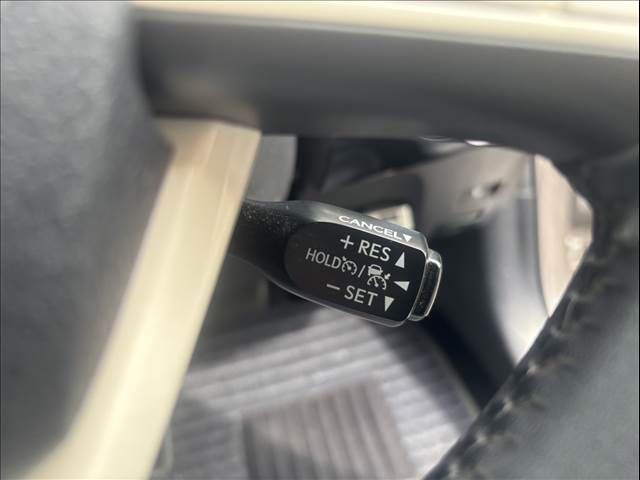 CANCEL▼
+RES▲
HOLD / ◀
−SET▼